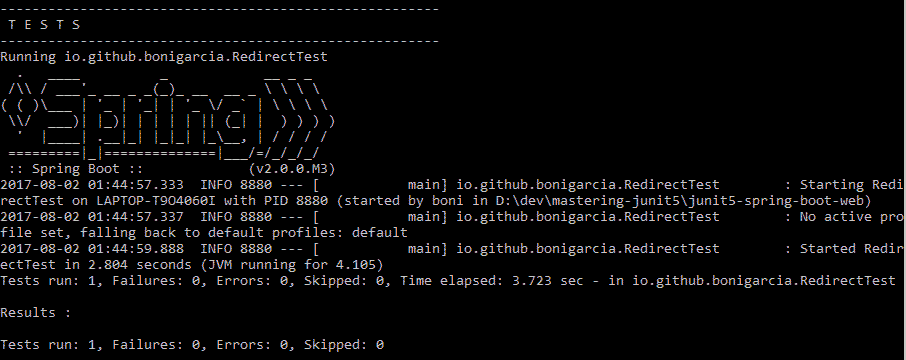 -------------------------------------------------------
 T E S T S
-------------------------------------------------------
Running io.github.bonigarcia.RedirectTest
  .   ____          _            __ _ _
 /\\ / ___'_ __ _ _(_)_ __  __ _ \ \ \ \
( ( )\___ | '_ | '_| | '_ \/ _` | \ \ \ \
 \\/  ___)| |_)| | | | | || (_| |  ) ) ) )
  '  |____| .__|_| |_|_| |_\__, | / / / /
 =========|_|==============|___/=/_/_/_/
 :: Spring Boot ::             (v2.0.0.M3)
2017-08-02 01:44:57.333  INFO 8880 --- [           main] io.github.bonigarcia.RedirectTest        : Starting Redi
rectTest on LAPTOP-T9O4060I with PID 8880 (started by boni in D:\dev\mastering-junit5\junit5-spring-boot-web)
2017-08-02 01:44:57.337  INFO 8880 --- [           main] io.github.bonigarcia.RedirectTest        : No active pro
file set, falling back to default profiles: default
2017-08-02 01:44:59.888  INFO 8880 --- [           main] io.github.bonigarcia.RedirectTest        : Started Redir
ectTest in 2.804 seconds (JVM running for 4.105)
Tests run: 1, Failures: 0, Errors: 0, Skipped: 0, Time elapsed: 3.723 sec - in io.github.bonigarcia.RedirectTest
Results :
Tests run: 1, Failures: 0, Errors: 0, Skipped: 0